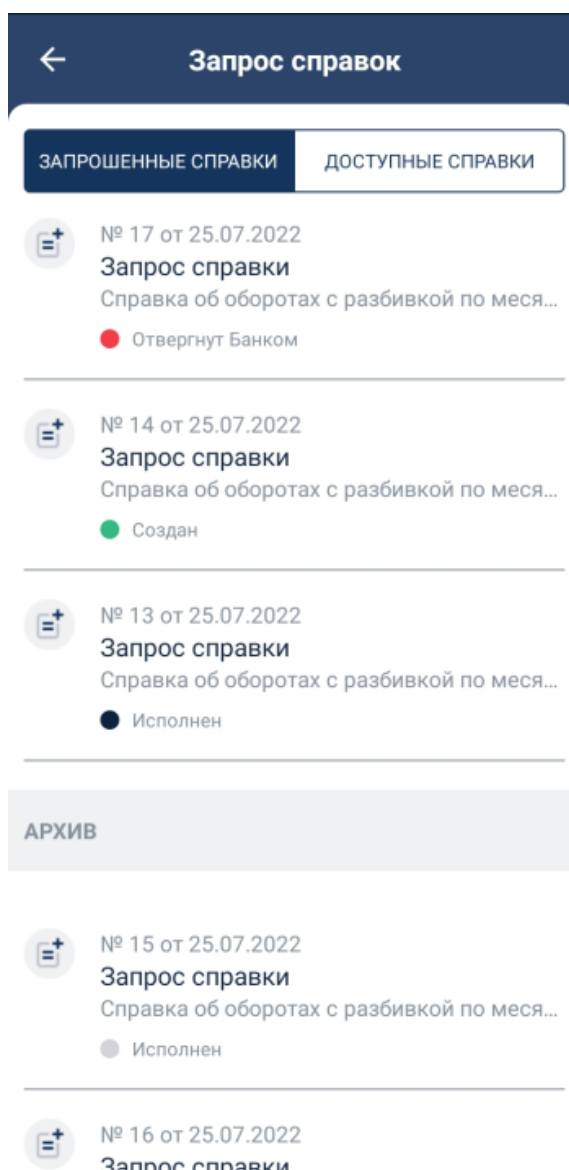 Запрос справок
ЗАПРОШЕННЫЕ СПРАВКИ ДОСТУПНЫЕ СПРАВКИ
№ 17 от 25.07.2022
Запрос справки
Справка об оборотах с разбивкой по меся...
Отвергнут Банком
№ 14 от 25.07.2022
Запрос справки
Справка об оборотах с разбивкой по меся...
Создан
№ 13 от 25.07.2022
Запрос справки
Справка об оборотах с разбивкой по меся...
Исполнен
АРХИВ
№ 15 от 25.07.2022
Запрос справки
Справка об оборотах с разбивкой по меся...
Исполнен
№ 16 от 25.07.2022
Запрос справки